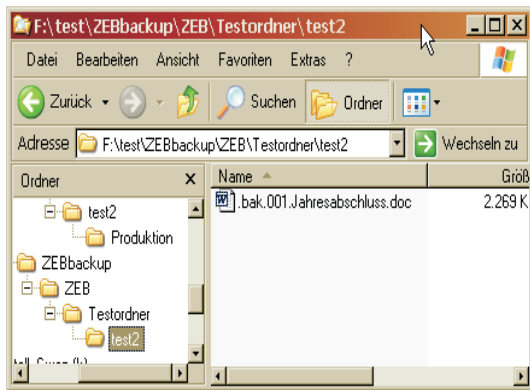 F:\test\ZEBbackup\ZEB\Testordner\test2
Datei Bearbeiten Ansicht Favoriten Extras ?
Zurück Suchen Ordner
Adresse F:\test\ZEBbackup\ZEB\Testordner\test2 Wechseln zu
Ordner x Name Größ
test2 .bak.001.Jahresabschluss.doc 2.269 K
Produktion
ZEBbackup
ZEB
Testordner
test2